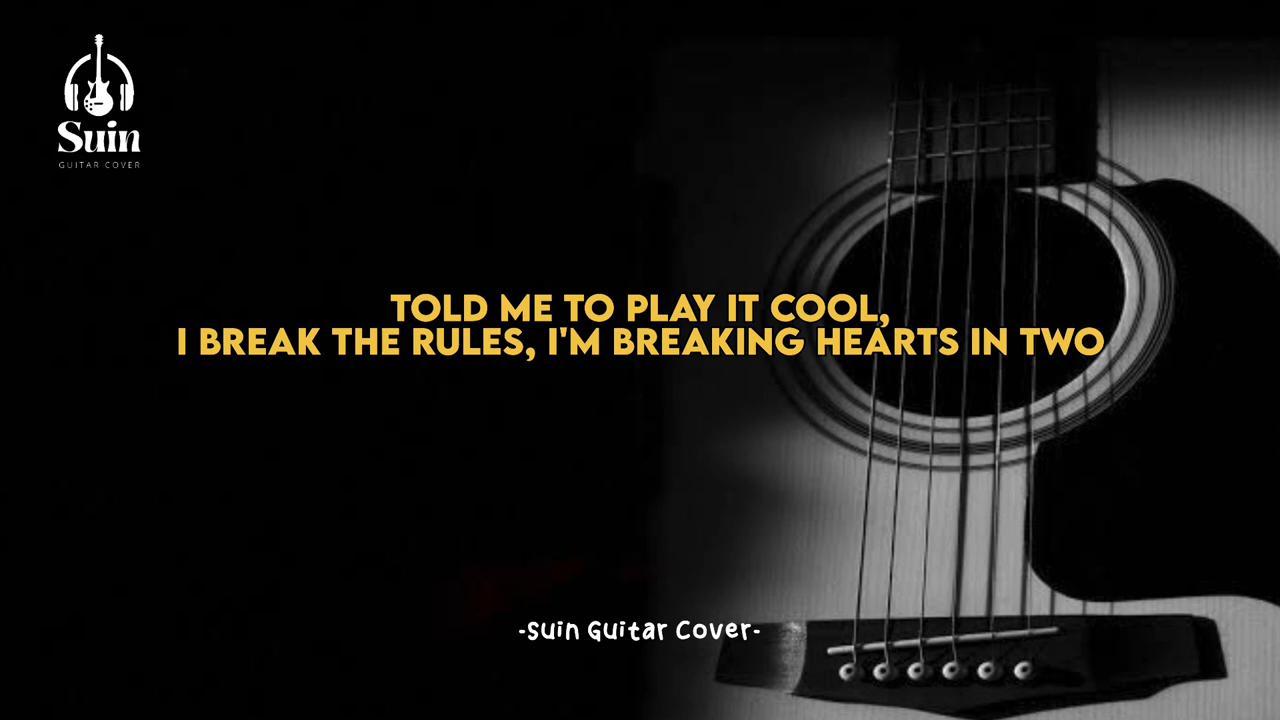 Suin
GUITAR COVER
TOLD ME TO PLAY IT COOL,
I BREAK THE RULES, I'M BREAKING HEARTS IN TWO
-Suin Guitar Cover-